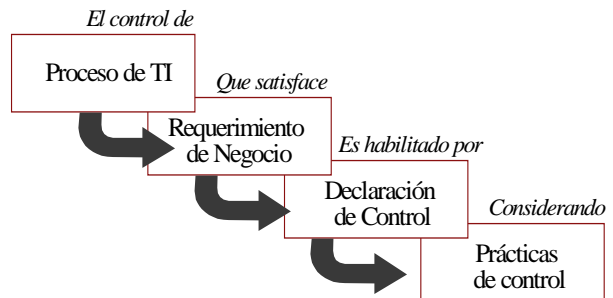 El control de
Proceso de TI
Que satisface
Requerimiento
de Negocio
Es habilitado por
Declaración
de Control
Considerando
Prácticas
de control